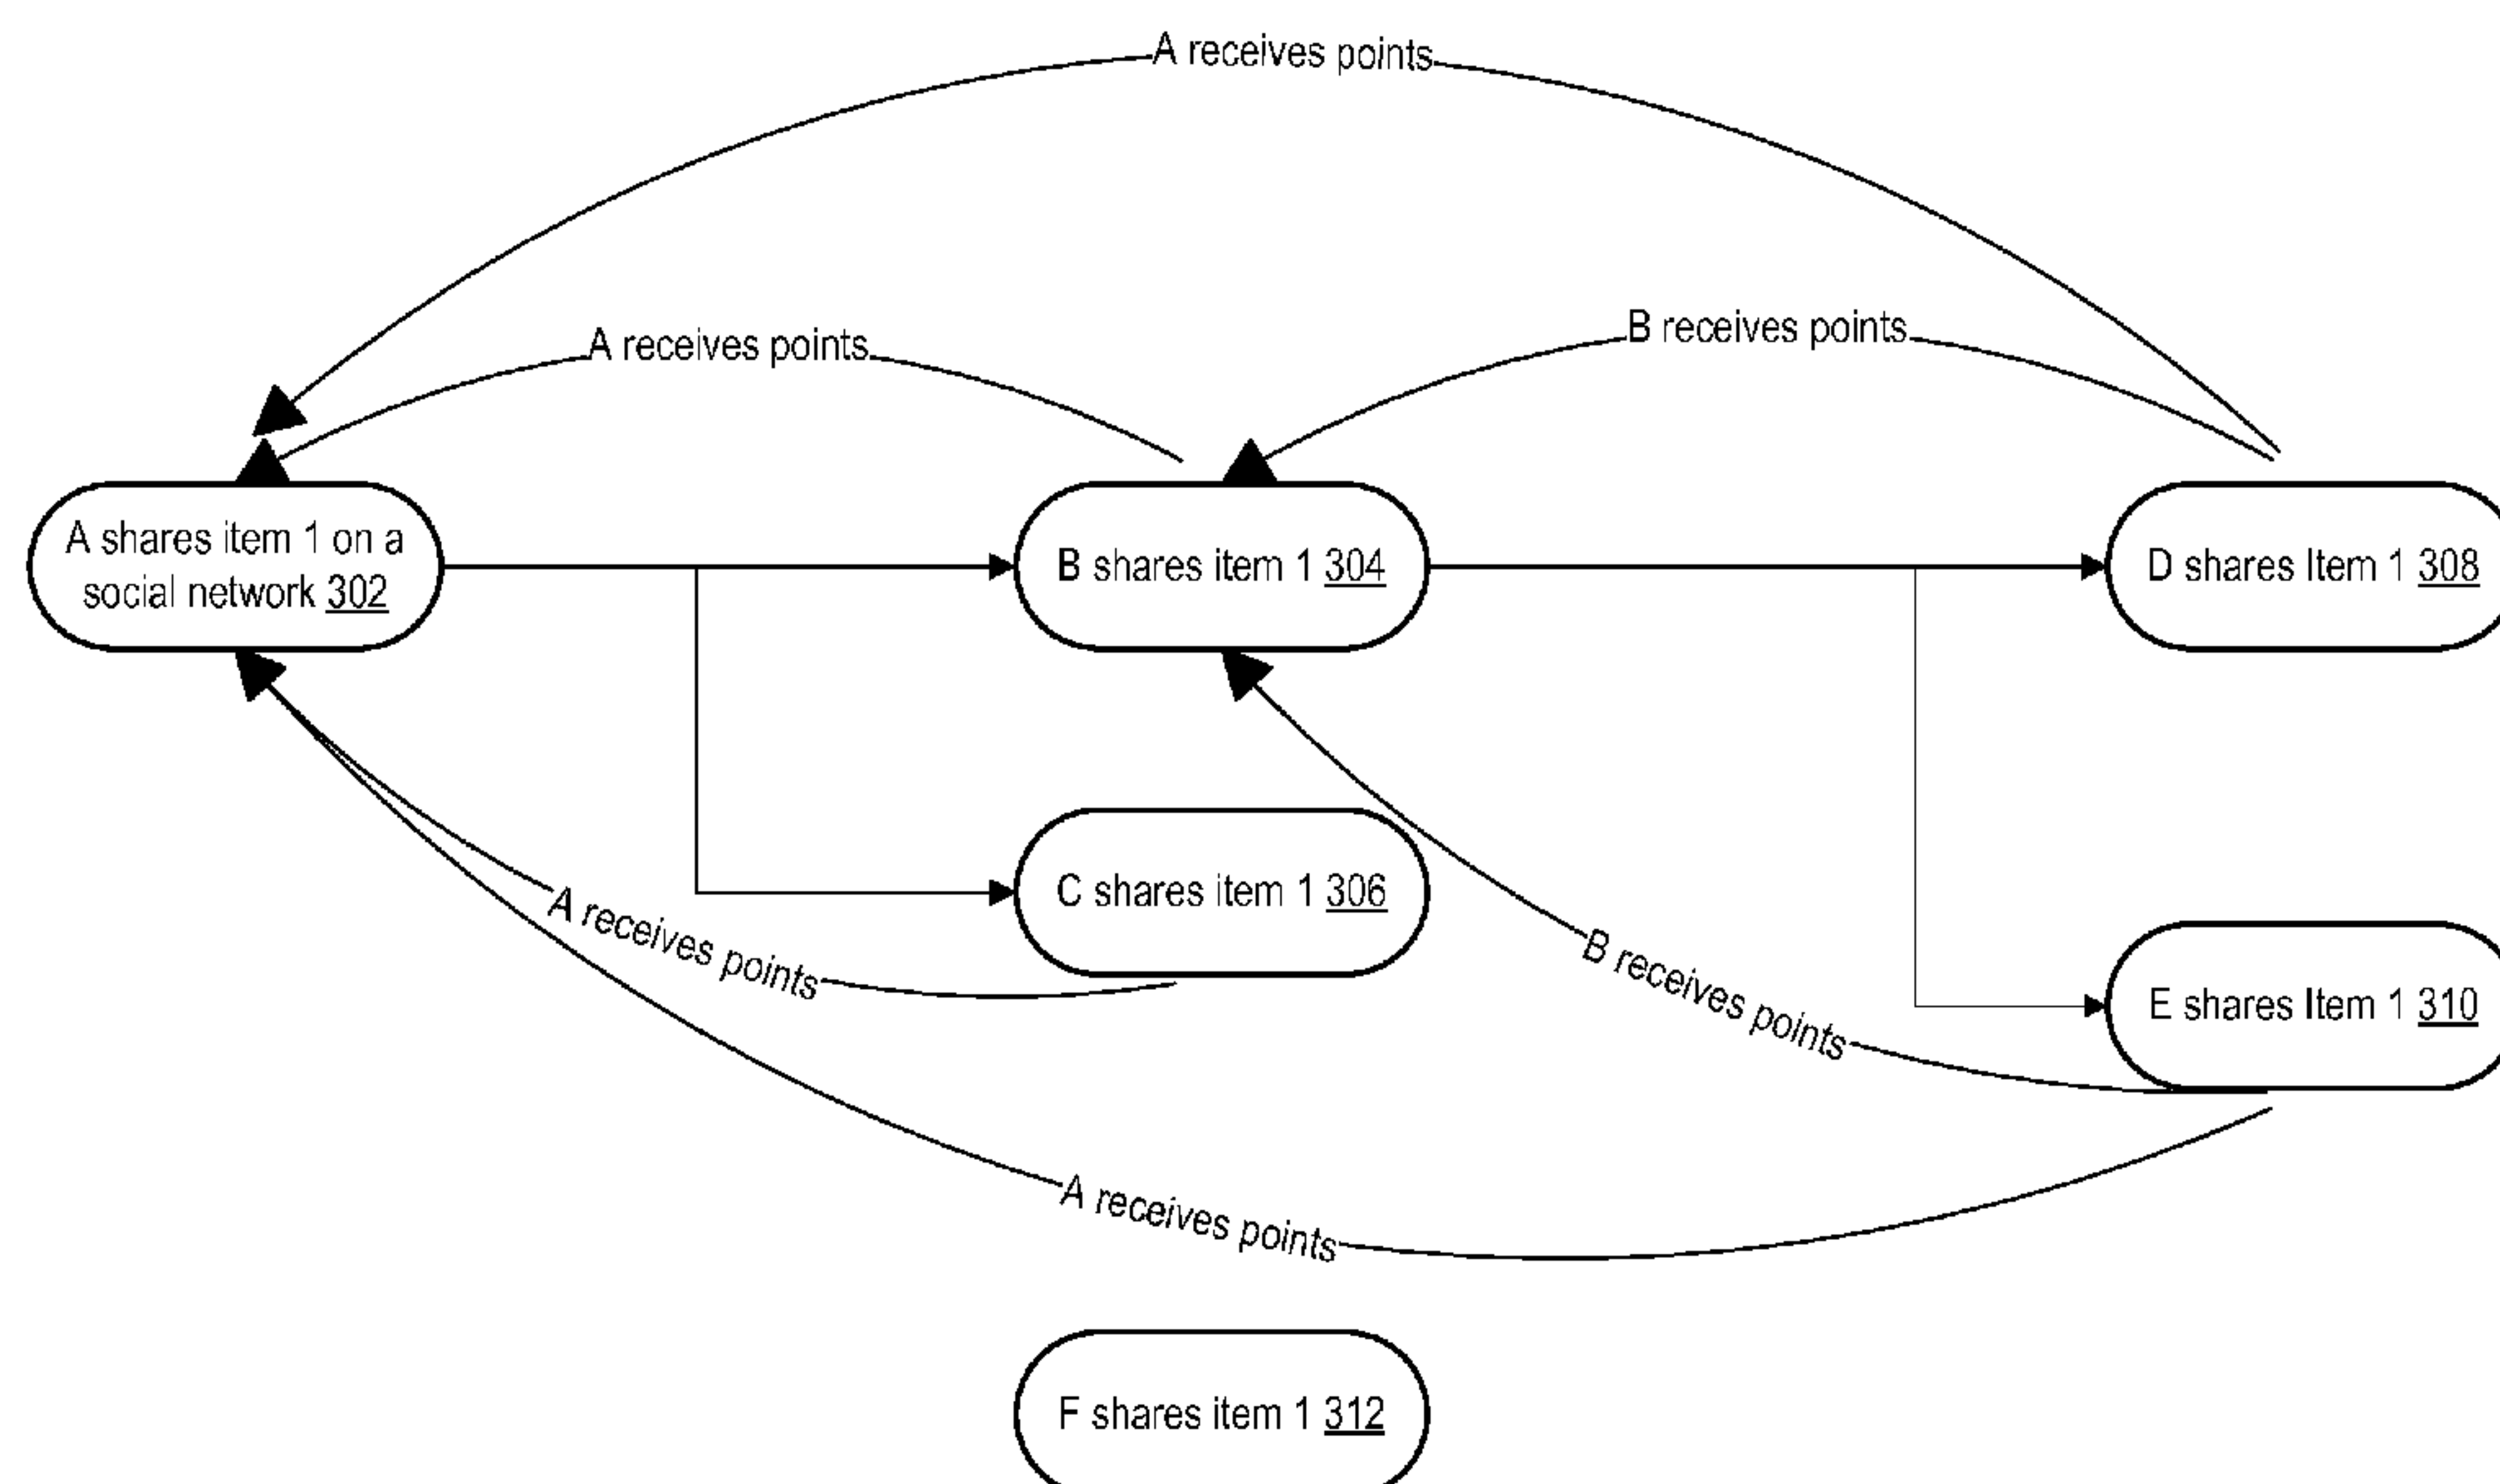 A receives points
A receives points
B receives points
A shares item 1 on a
social network 302
B shares item 1 304
D shares Item 1 308
C shares item 1 306
A receives points
B receives points
E shares Item 1 310
A receives points
F shares item 1 312